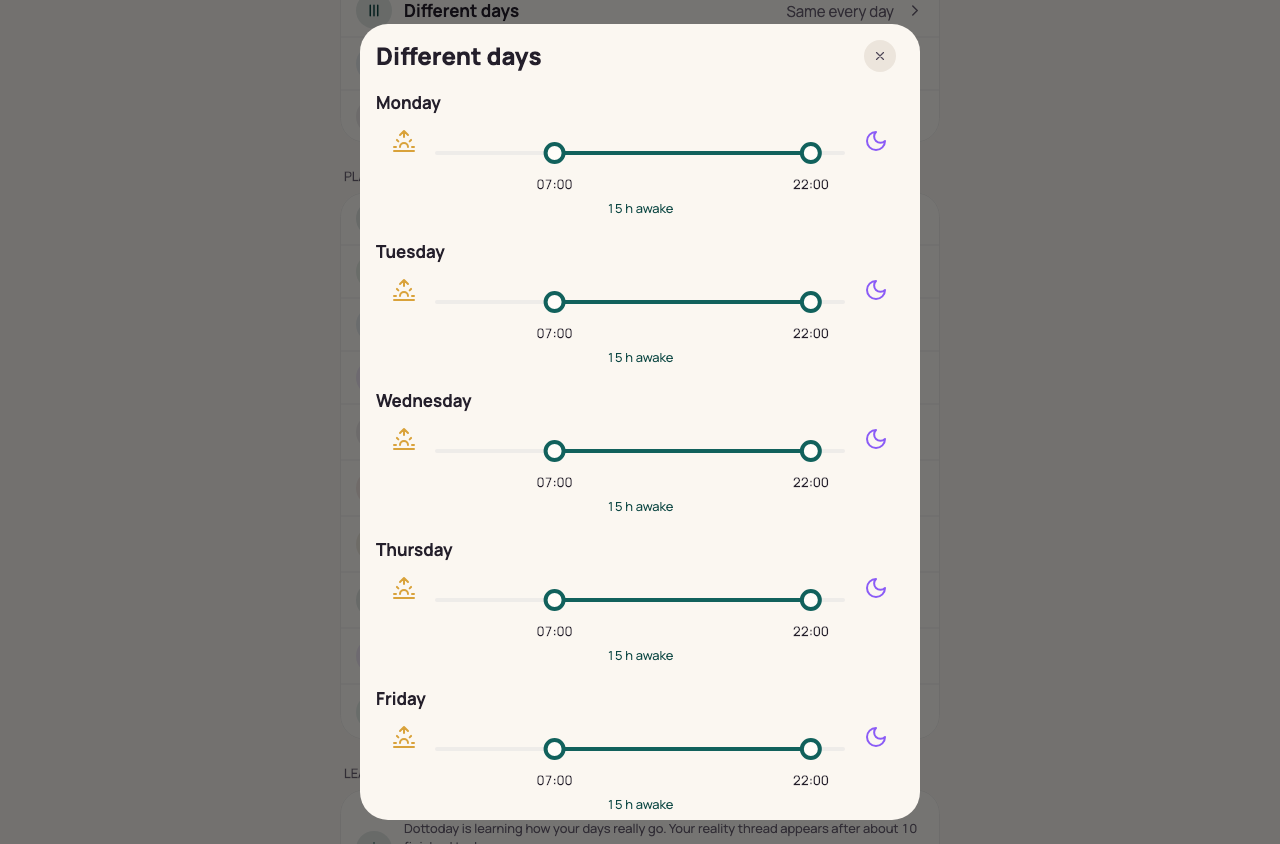 Different days
Same every day
Different days
Monday
07:00
22:00
15 h awake
PL
Tuesday
07:00
22:00
15 h awake
Wednesday
07:00
22:00
15 h awake
Thursday
07:00
22:00
15 h awake
Friday
07:00
22:00
LE
15 h awake
Dottoday is learning how your days really go. Your reality thread appears after about 10